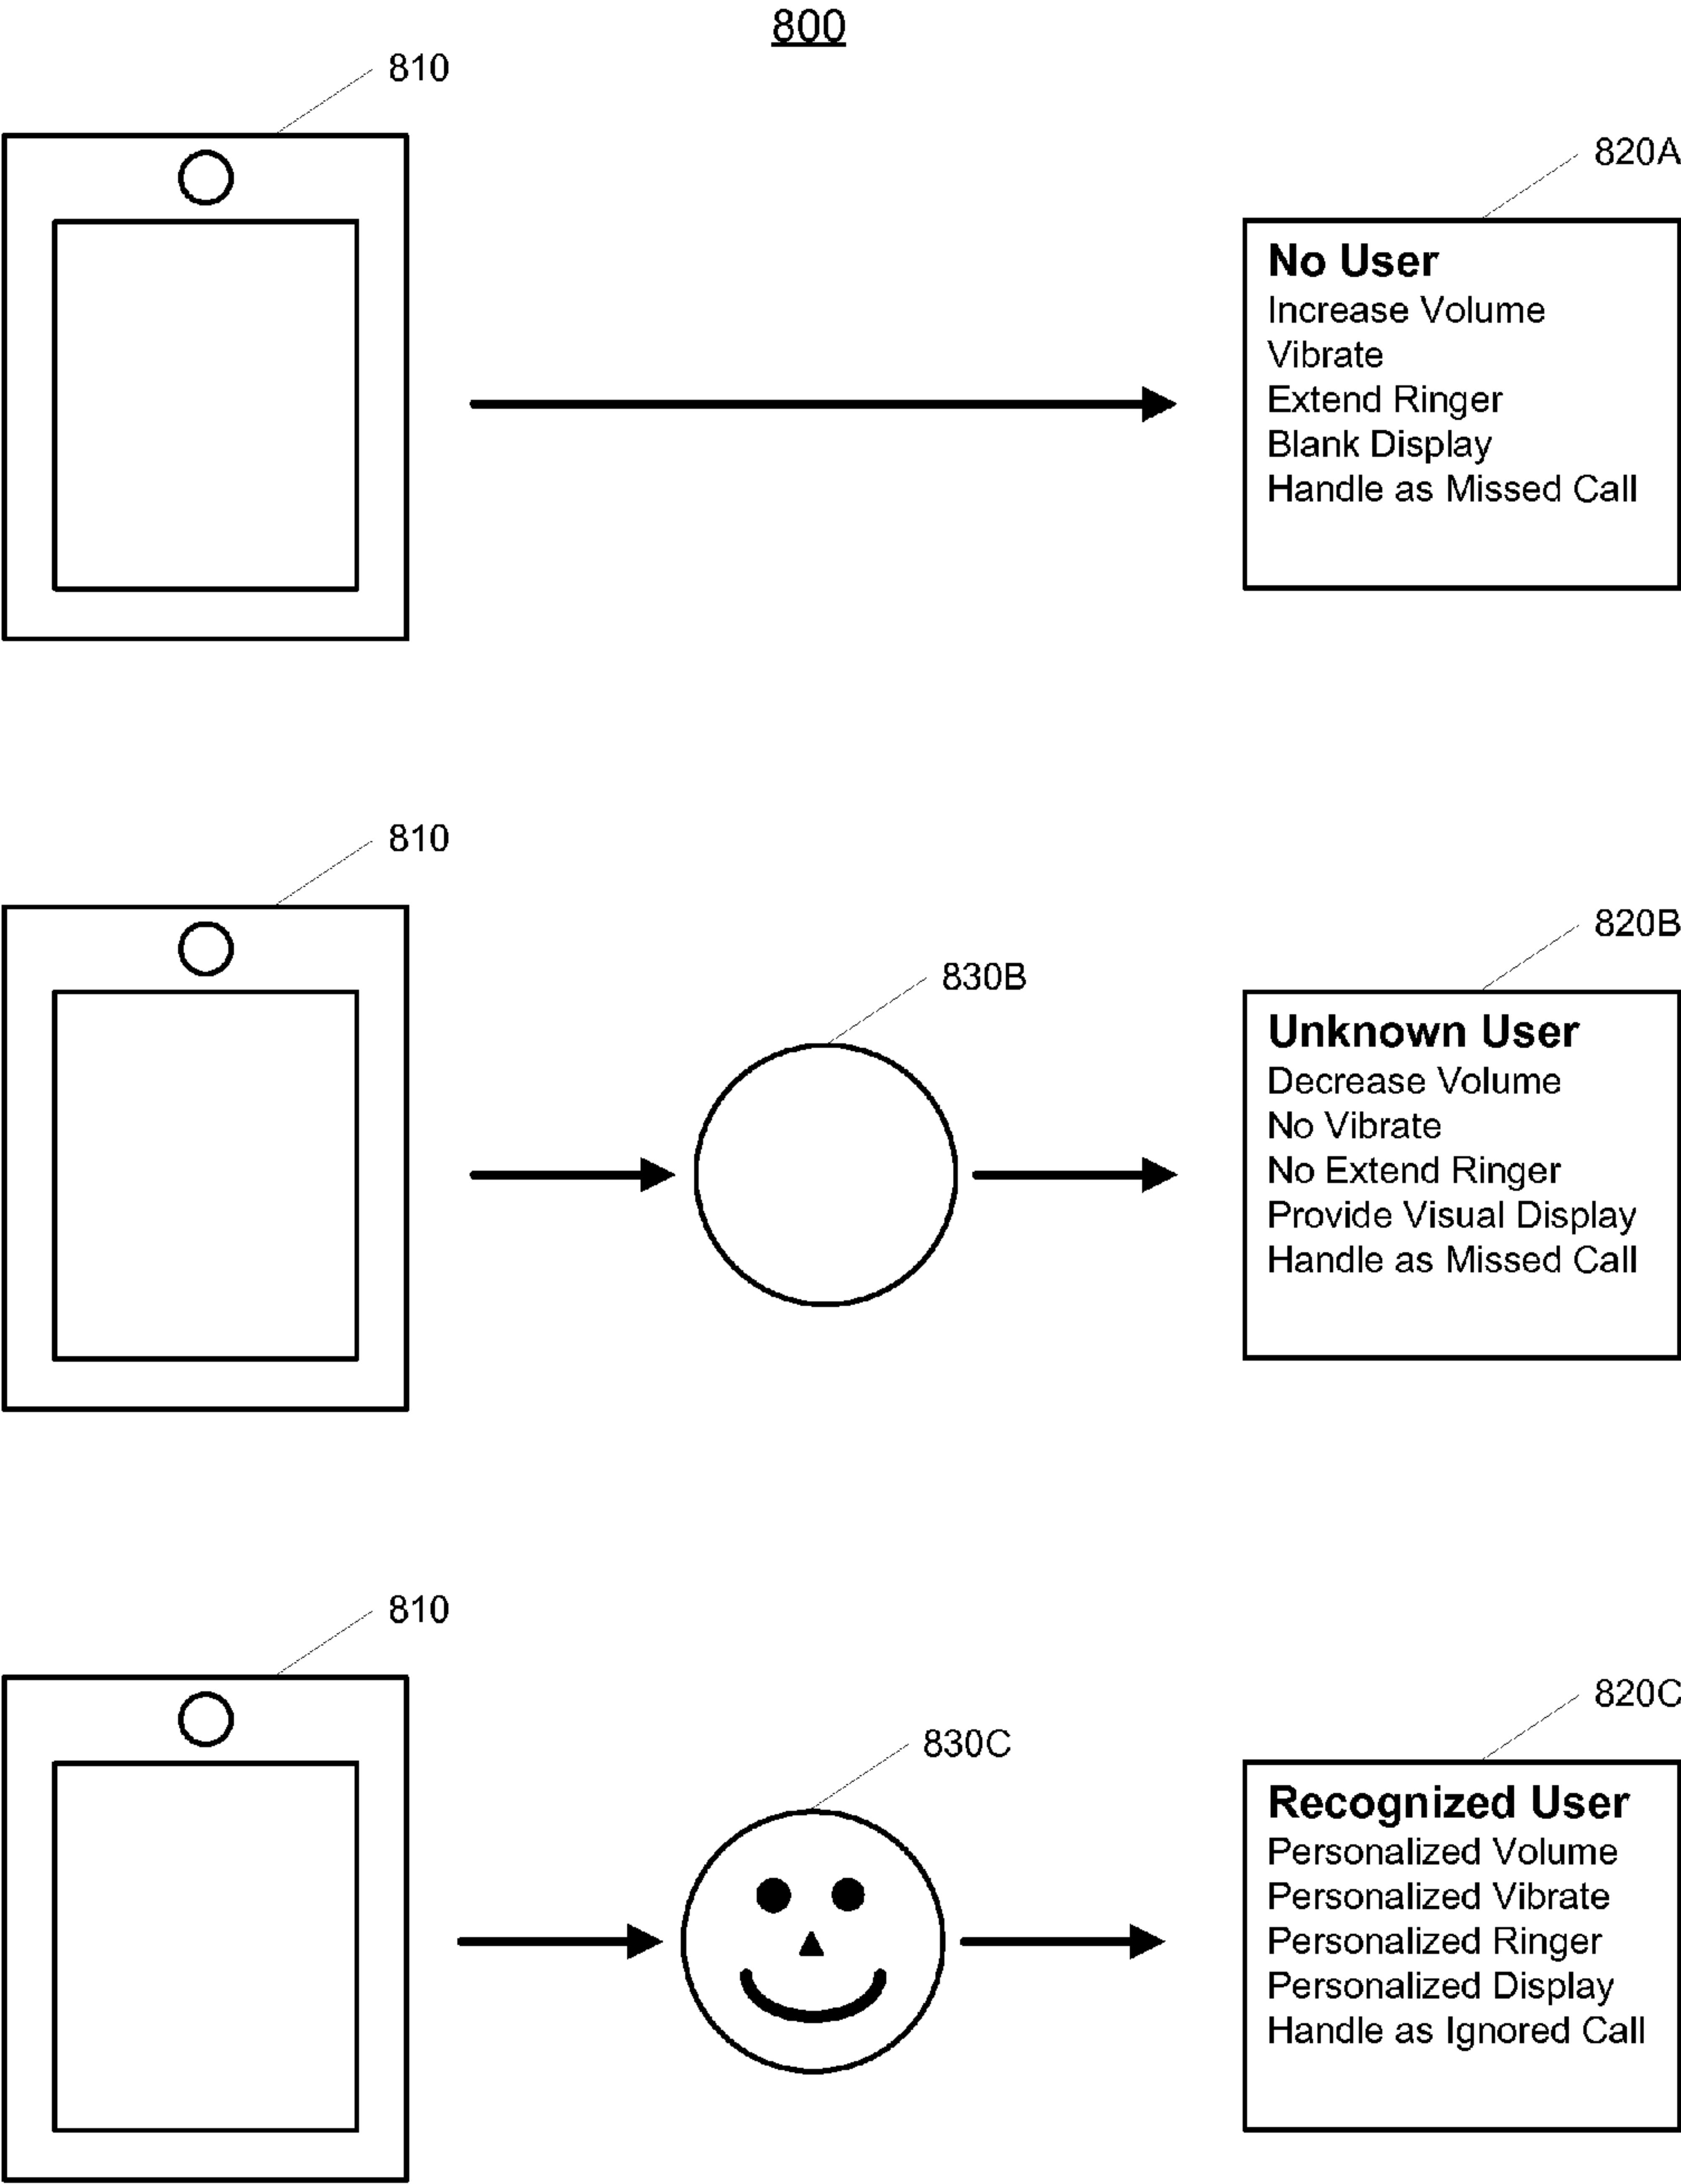 800
810
820A
No User
Increase Volume
Vibrate
Extend Ringer
Blank Display
Handle as Missed Call
810
820B
830B
Unknown User
Decrease Volume
No Vibrate
No Extend Ringer
Provide Visual Display
Handle as Missed Call
810
820C
830C
Recognized User
Personalized Volume
Personalized Vibrate
Personalized Ringer
Personalized Display
Handle as Ignored Call